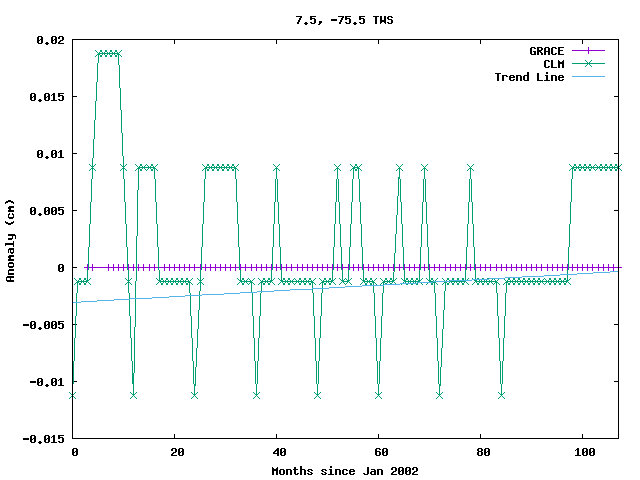 7.5, -75.5 TWS
GRACE
CLM
Trend Line
Anomaly (cm)
0.02
0.015
0.01
0.005
0
-0.005
-0.01
-0.015
0 20 40 60 80 100
Months since Jan 2002